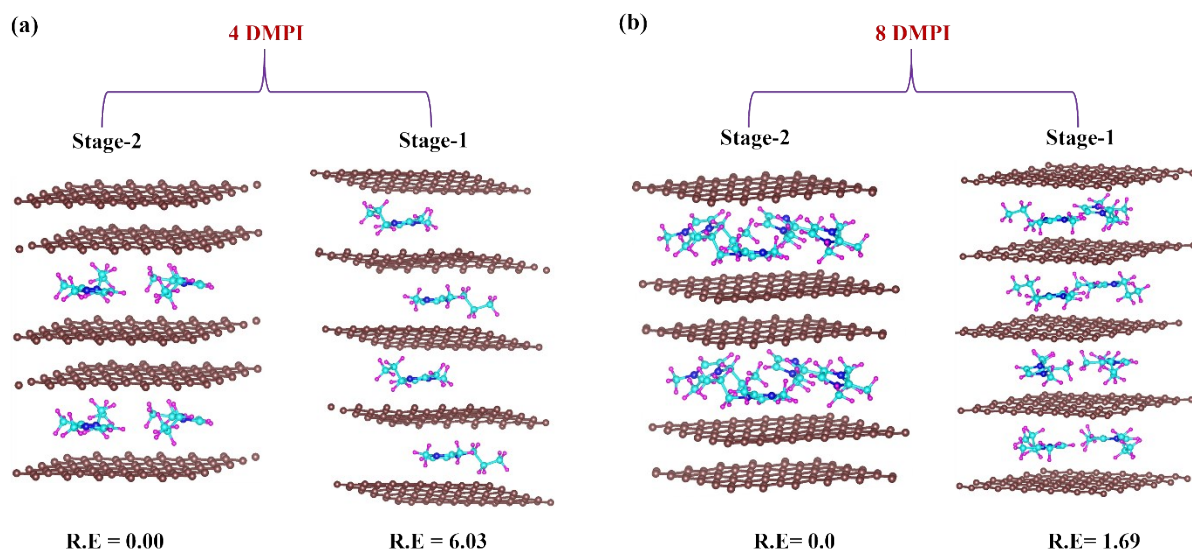 (a)
4 DMPI
Stage-2
Stage-1
R.E = 0.00
R.E = 6.03
(b)
8 DMPI
Stage-2
Stage-1
R.E = 0.0
R.E= 1.69